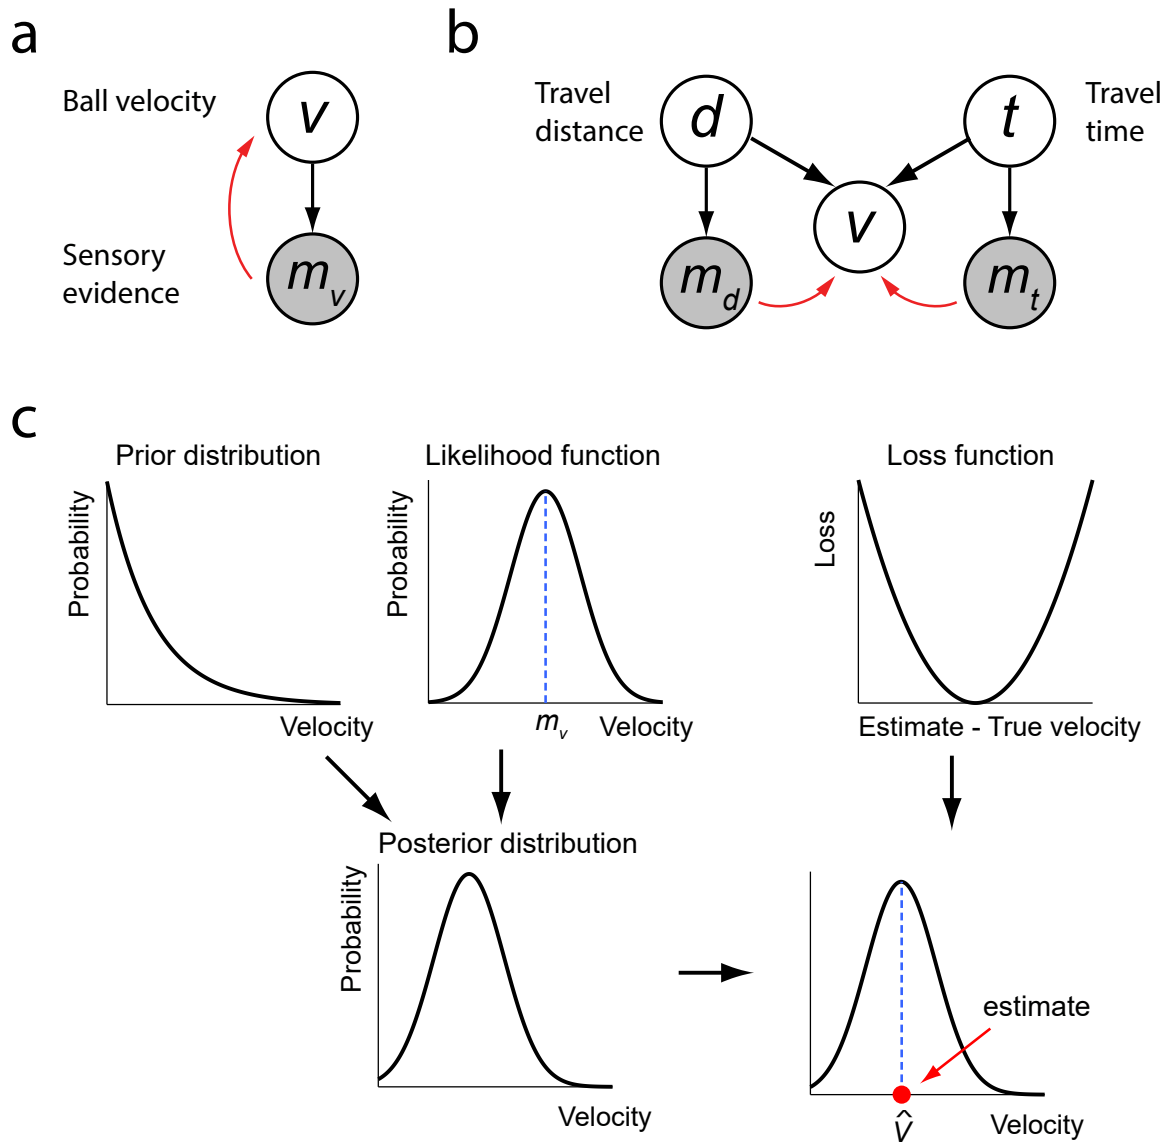 a
Ball velocity
v
Sensory
evidence
m_v
b
Travel
distance
d
t
Travel
time
v
m_d
m_t
c
Prior distribution
Probability
Velocity
Likelihood function
Probability
m_v
Velocity
Loss function
Loss
Estimate - True velocity
Posterior distribution
Probability
Velocity
estimate
v̂
Velocity